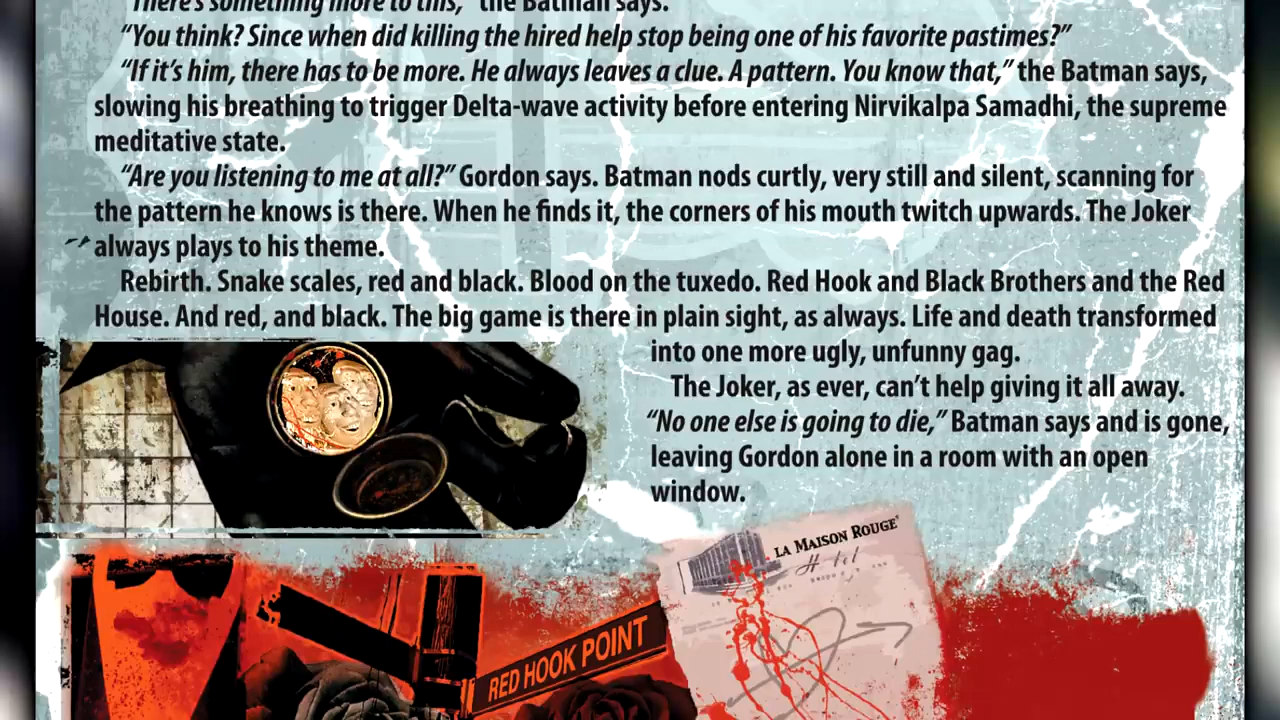 "There's something more to this," the Batman says.
"You think? Since when did killing the hired help stop being one of his favorite pastimes?"
"If it's him, there has to be more. He always leaves a clue. A pattern. You know that," the Batman says,
slowing his breathing to trigger Delta-wave activity before entering Nirvikalpa Samadhi, the supreme
meditative state.
"Are you listening to me at all?" Gordon says. Batman nods curtly, very still and silent, scanning for
the pattern he knows is there. When he finds it, the corners of his mouth twitch upwards. The Joker
always plays to his theme.
Rebirth. Snake scales, red and black. Blood on the tuxedo. Red Hook and Black Brothers and the Red
House. And red, and black. The big game is there in plain sight, as always. Life and death transformed
into one more ugly, unfunny gag.
The Joker, as ever, can't help giving it all away.
"No one else is going to die," Batman says and is gone,
leaving Gordon alone in a room with an open
window.
LA MAISON ROUGE
Hotel
RED HOOK POINT